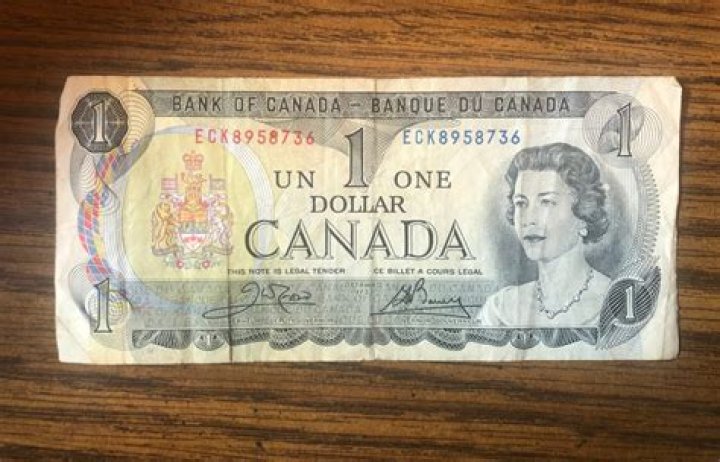 BANK OF CANADA – BANQUE DU CANADA
1 1
ECK8958736 ECK8958736
UN 1 ONE
DOLLAR
CANADA
THIS NOTE IS LEGAL TENDER CE BILLET A COURS LEGAL
1 1